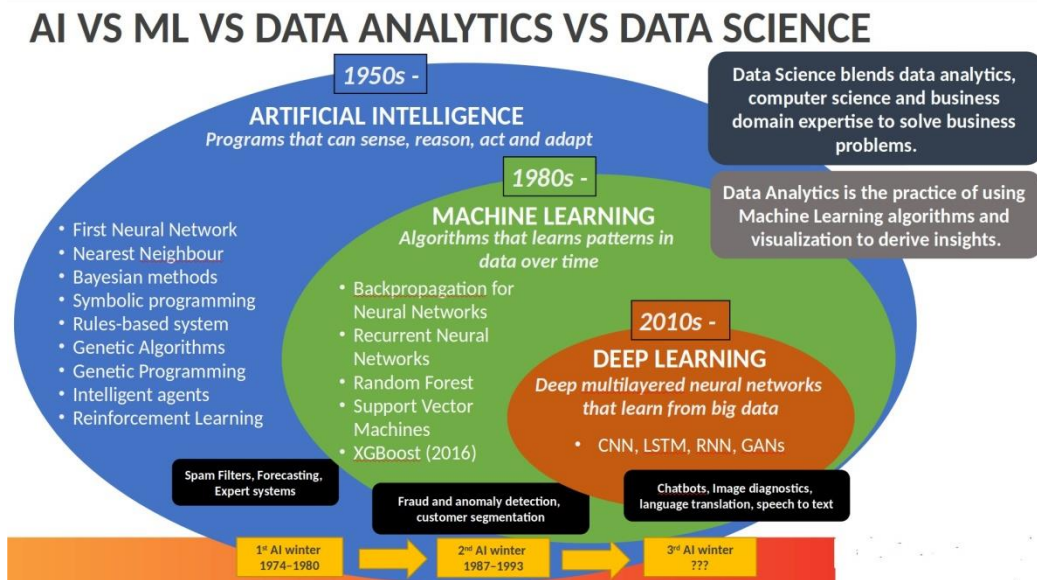 AI VS ML VS DATA ANALYTICS VS DATA SCIENCE
1950s -
ARTIFICIAL INTELLIGENCE
Programs that can sense, reason, act and adapt
• First Neural Network
• Nearest Neighbour
• Bayesian methods
• Symbolic programming
• Rules-based system
• Genetic Algorithms
• Genetic Programming
• Intelligent agents
• Reinforcement Learning
Spam Filters, Forecasting,
Expert systems
1980s -
MACHINE LEARNING
Algorithms that learns patterns in
data over time
• Backpropagation for
Neural Networks
• Recurrent Neural
Networks
• Random Forest
• Support Vector
Machines
• XGBoost (2016)
Fraud and anomaly detection,
customer segmentation
2010s -
DEEP LEARNING
Deep multilayered neural networks
that learn from big data
• CNN, LSTM, RNN, GANs
Chatbots, Image diagnostics,
language translation, speech to text
Data Science blends data analytics,
computer science and business
domain expertise to solve business
problems.
Data Analytics is the practice of using
Machine Learning algorithms and
visualization to derive insights.
1st AI winter
1974–1980
2nd AI winter
1987–1993
3rd AI winter
???